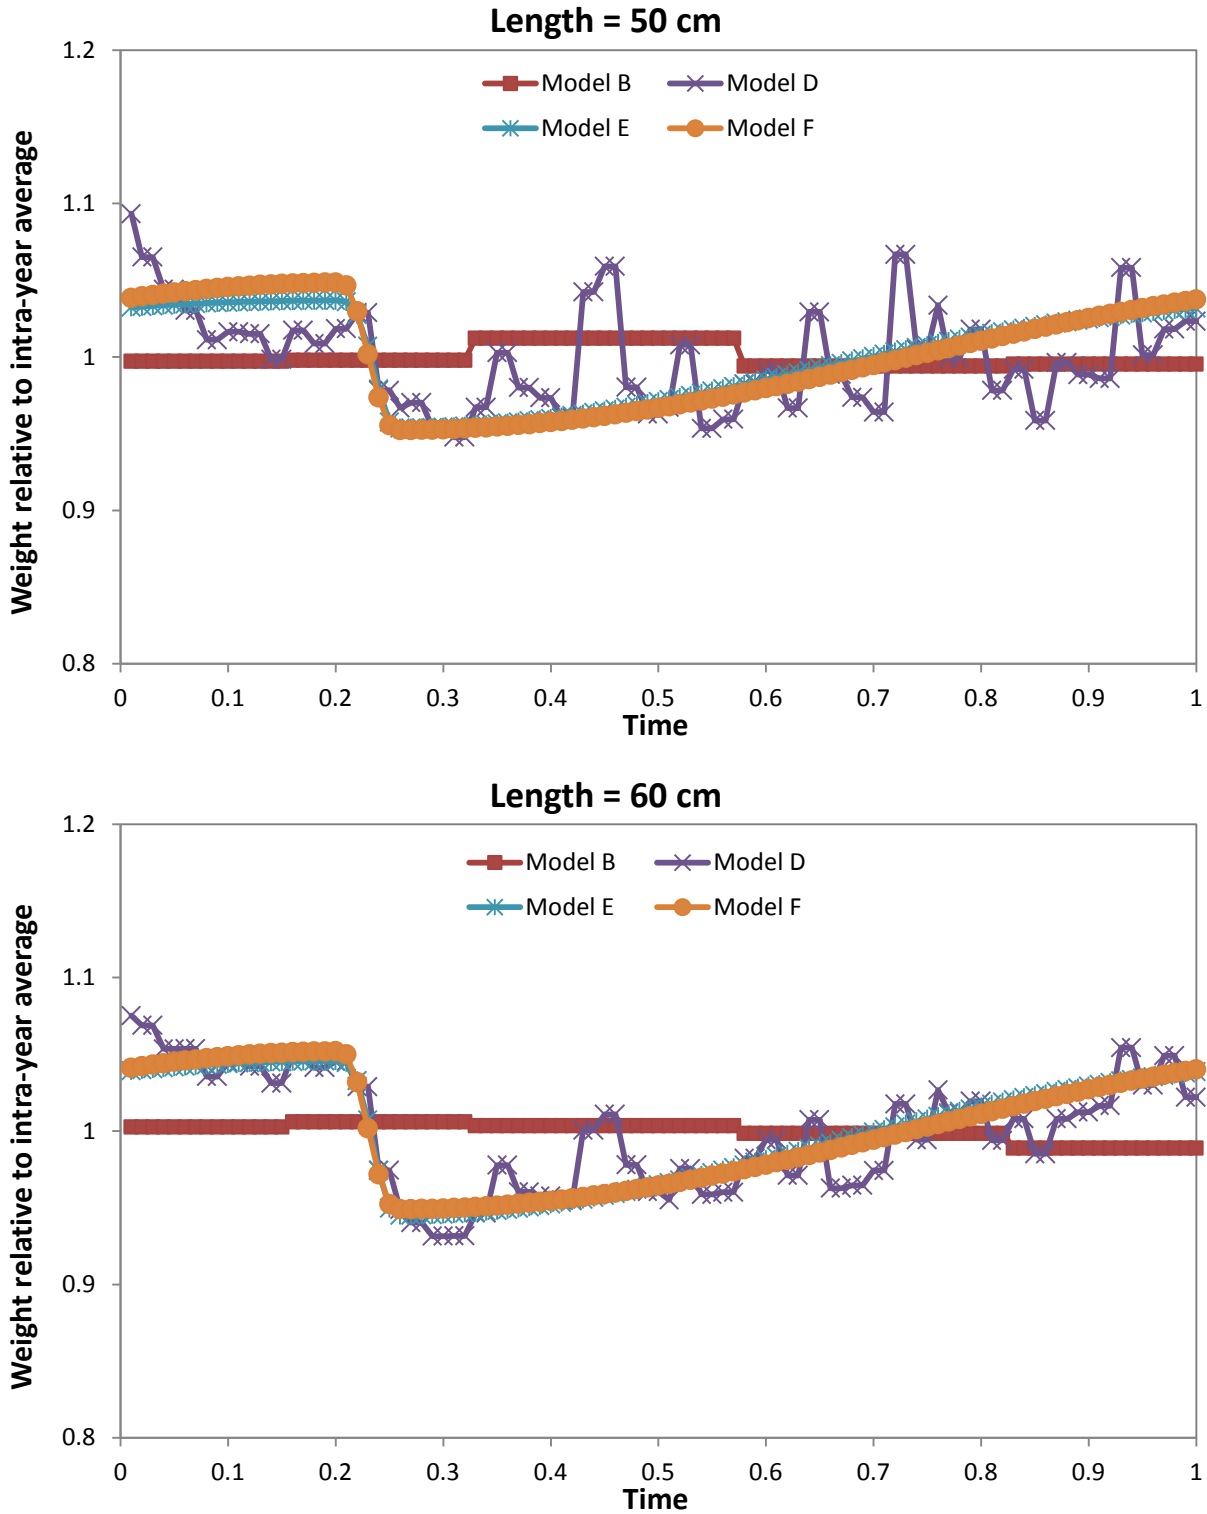 Length = 50 cm
Weight relative to intra-year average
1.2
1.1
1
0.9
0.8
Model B
Model D
Model E
Model F
0 0.1 0.2 0.3 0.4 0.5 0.6 0.7 0.8 0.9 1
Time
Length = 60 cm
Weight relative to intra-year average
1.2
1.1
1
0.9
0.8
Model B
Model D
Model E
Model F
0 0.1 0.2 0.3 0.4 0.5 0.6 0.7 0.8 0.9 1
Time